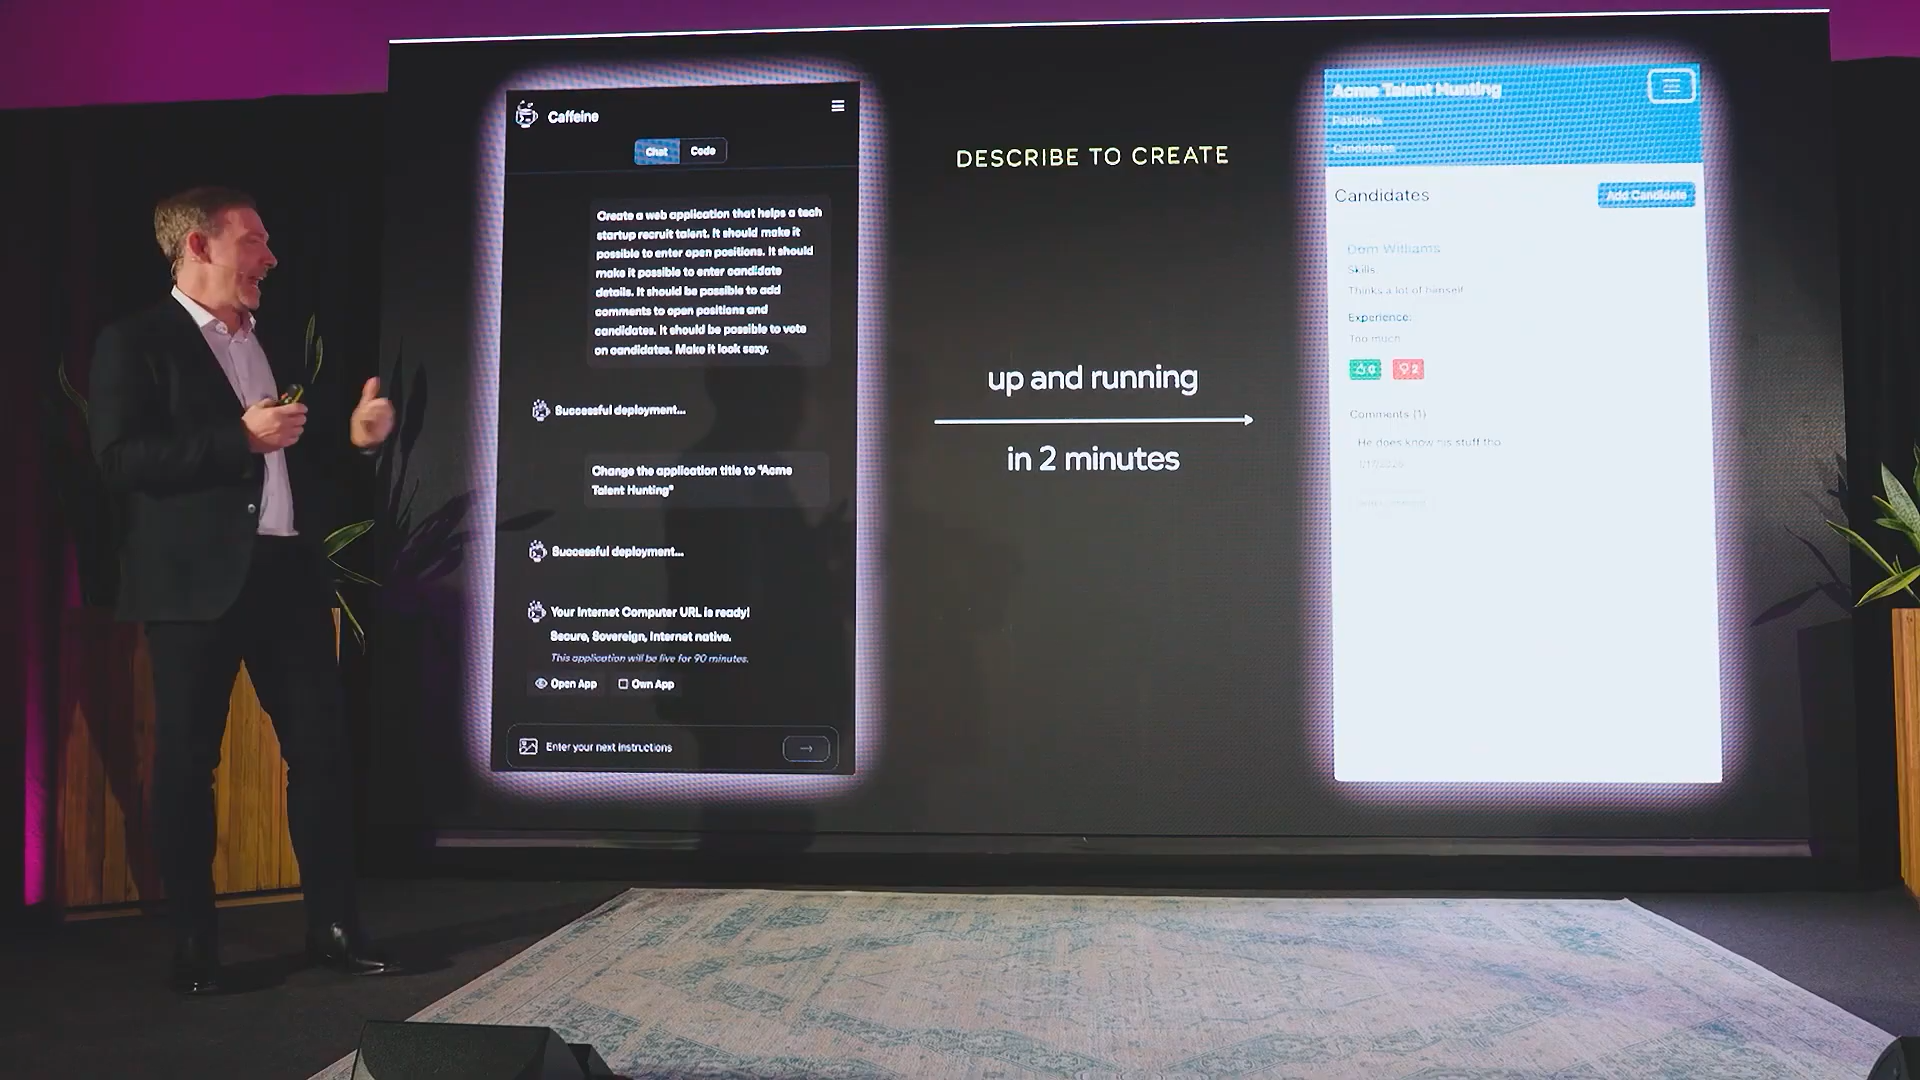 Caffeine
Chat
Code
Create a web application that helps a tech
startup recruit talent. It should make it
possible to enter open positions. It should
make it possible to enter candidate
details. It should be possible to add
comments to open positions and
candidates. It should be possible to vote
on candidates. Make it look sexy.
Successful deployment...
Change the application title to "Acme
Talent Hunting"
Successful deployment...
Your Internet Computer URL is ready!
Secure, Sovereign, Internet native.
This application will be live for 90 minutes.
Open App
Own App
Enter your next instructions
DESCRIBE TO CREATE
up and running
in 2 minutes
Acme Talent Hunting
Positions
Candidates
Candidates
Add Candidate
Dom Williams
Skills:
Thinks a lot of himself
Experience:
Too much
0
2
Comments (1)
He does know his stuff tho